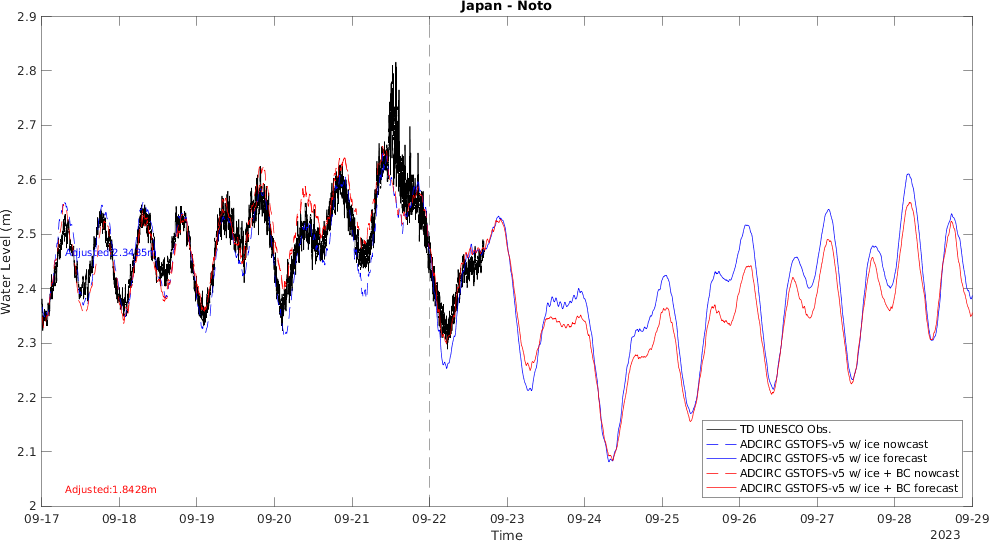 Japan - Noto
2.9
2.8
2.7
2.6
2.5
2.4
2.3
2.2
2.1
2
Water Level (m)
Adjusted:2.3485m
Adjusted:1.8428m
TD UNESCO Obs.
ADCIRC GSTOFS-v5 w/ ice nowcast
ADCIRC GSTOFS-v5 w/ ice forecast
ADCIRC GSTOFS-v5 w/ ice + BC nowcast
ADCIRC GSTOFS-v5 w/ ice + BC forecast
09-17 09-18 09-19 09-20 09-21 09-22 09-23 09-24 09-25 09-26 09-27 09-28 09-29
Time
2023